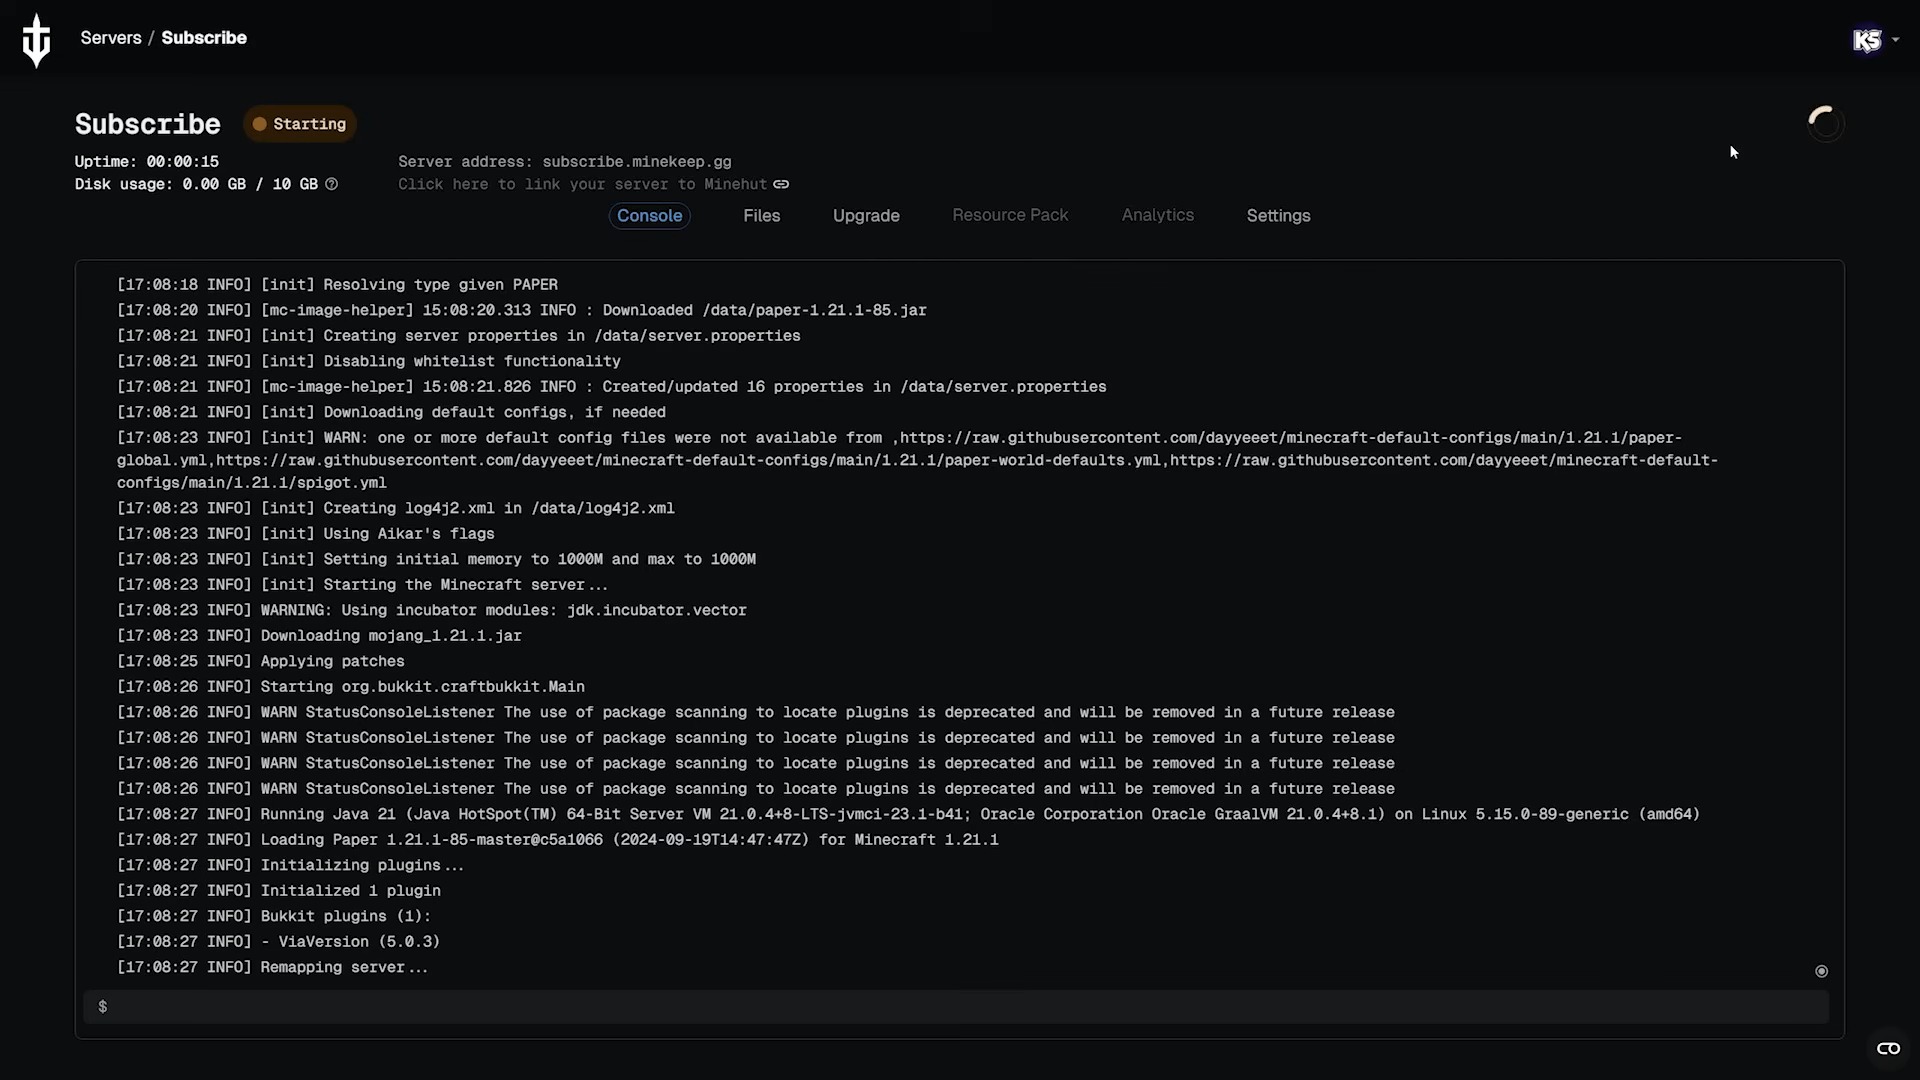 Servers / Subscribe
KS
Subscribe
Starting
Uptime: 00:00:15
Server address: subscribe.minekeep.gg
Disk usage: 0.00 GB / 10 GB
Click here to link your server to Minehut
Console Files Upgrade Resource Pack Analytics Settings
[17:08:18 INFO] [init] Resolving type given PAPER
[17:08:20 INFO] [mc-image-helper] 15:08:20.313 INFO : Downloaded /data/paper-1.21.1-85.jar
[17:08:21 INFO] [init] Creating server properties in /data/server.properties
[17:08:21 INFO] [init] Disabling whitelist functionality
[17:08:21 INFO] [mc-image-helper] 15:08:21.826 INFO : Created/updated 16 properties in /data/server.properties
[17:08:21 INFO] [init] Downloading default configs, if needed
[17:08:23 INFO] [init] WARN: one or more default config files were not available from ,https://raw.githubusercontent.com/dayyeeet/minecraft-default-configs/main/1.21.1/paper-
global.yml,https://raw.githubusercontent.com/dayyeeet/minecraft-default-configs/main/1.21.1/paper-world-defaults.yml,https://raw.githubusercontent.com/dayyeeet/minecraft-default-
configs/main/1.21.1/spigot.yml
[17:08:23 INFO] [init] Creating log4j2.xml in /data/log4j2.xml
[17:08:23 INFO] [init] Using Aikar's flags
[17:08:23 INFO] [init] Setting initial memory to 1000M and max to 1000M
[17:08:23 INFO] [init] Starting the Minecraft server...
[17:08:23 INFO] WARNING: Using incubator modules: jdk.incubator.vector
[17:08:23 INFO] Downloading mojang_1.21.1.jar
[17:08:25 INFO] Applying patches
[17:08:26 INFO] Starting org.bukkit.craftbukkit.Main
[17:08:26 INFO] WARN StatusConsoleListener The use of package scanning to locate plugins is deprecated and will be removed in a future release
[17:08:26 INFO] WARN StatusConsoleListener The use of package scanning to locate plugins is deprecated and will be removed in a future release
[17:08:26 INFO] WARN StatusConsoleListener The use of package scanning to locate plugins is deprecated and will be removed in a future release
[17:08:26 INFO] WARN StatusConsoleListener The use of package scanning to locate plugins is deprecated and will be removed in a future release
[17:08:27 INFO] Running Java 21 (Java HotSpot(TM) 64-Bit Server VM 21.0.4+8-LTS-jvmci-23.1-b41; Oracle Corporation Oracle GraalVM 21.0.4+8.1) on Linux 5.15.0-89-generic (amd64)
[17:08:27 INFO] Loading Paper 1.21.1-85-master@c5a1066 (2024-09-19T14:47:47Z) for Minecraft 1.21.1
[17:08:27 INFO] Initializing plugins...
[17:08:27 INFO] Initialized 1 plugin
[17:08:27 INFO] Bukkit plugins (1):
[17:08:27 INFO] - ViaVersion (5.0.3)
[17:08:27 INFO] Remapping server...
$